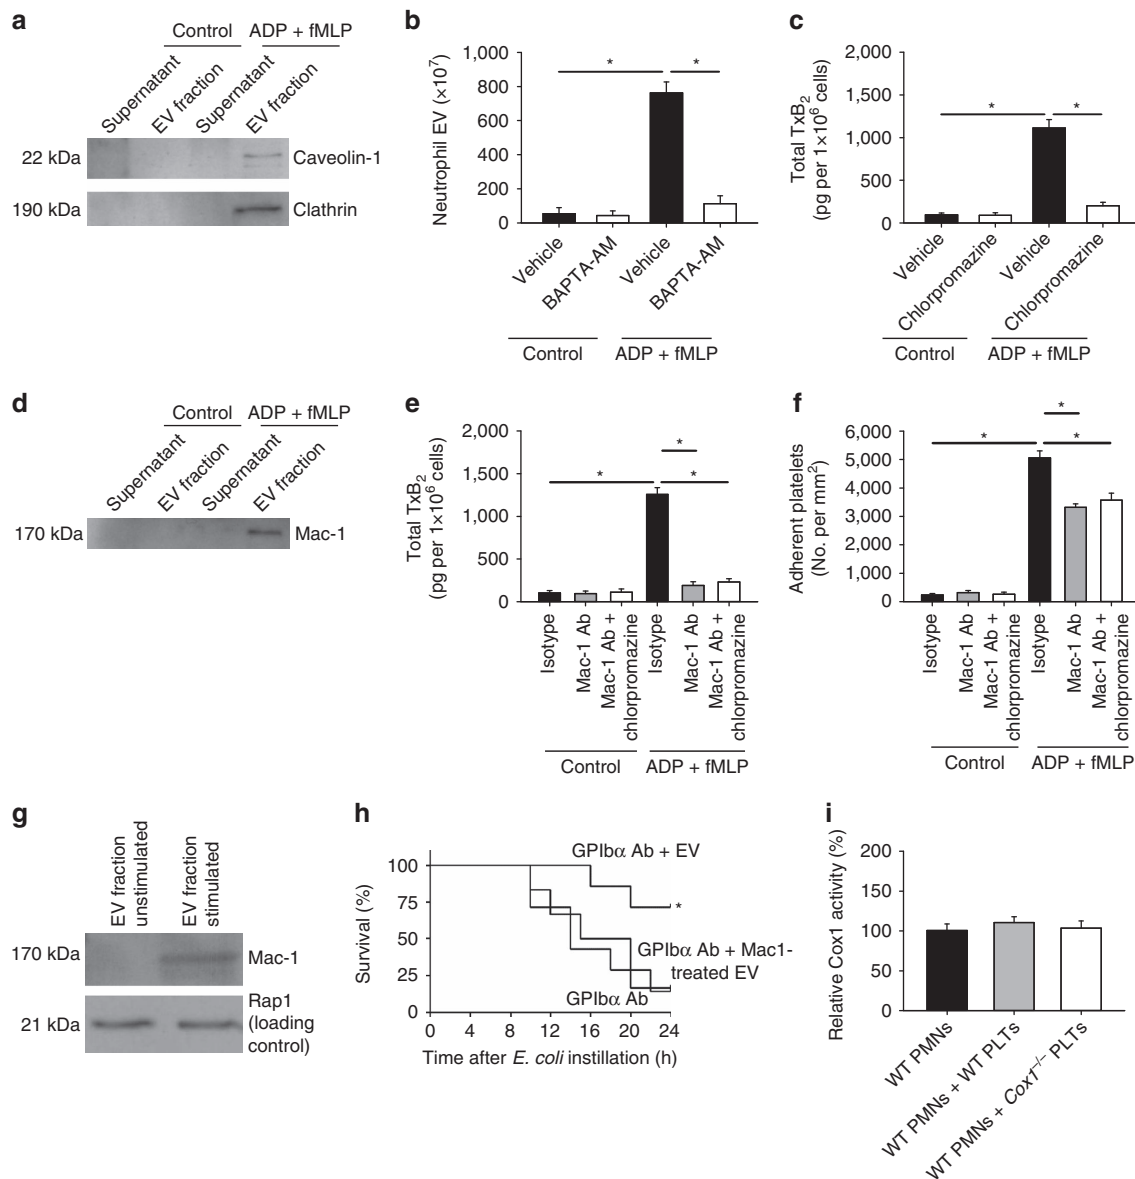 a
Control
ADP + fMLP
Supernatant
EV fraction
Supernatant
EV fraction
22 kDa
Caveolin-1
190 kDa
Clathrin
b
Neutrophil EV (×10⁷)
1,000
800
600
400
200
0
*
*
Vehicle
BAPTA-AM
Vehicle
BAPTA-AM
Control
ADP + fMLP
c
Total TxB₂
(pg per 1×10⁶ cells)
2,000
1,500
1,000
500
0
*
*
Vehicle
Chlorpromazine
Vehicle
Chlorpromazine
Control
ADP + fMLP
d
Control
ADP + fMLP
Supernatant
EV fraction
Supernatant
EV fraction
170 kDa
Mac-1
e
Total TxB₂
(pg per 1×10⁶ cells)
2,000
1,500
1,000
500
0
*
*
*
Isotype
Mac-1 Ab
Mac-1 Ab +
chlorpromazine
Isotype
Mac-1 Ab
Mac-1 Ab +
chlorpromazine
Control
ADP + fMLP
f
Adherent platelets
(No. per mm²)
6,000
5,000
4,000
3,000
2,000
1,000
0
*
*
*
Isotype
Mac-1 Ab
Mac-1 Ab +
chlorpromazine
Isotype
Mac-1 Ab
Mac-1 Ab +
chlorpromazine
Control
ADP + fMLP
g
EV fraction
unstimulated
EV fraction
stimulated
170 kDa
Mac-1
21 kDa
Rap1
(loading
control)
h
Survival (%)
100
75
50
25
0
GPIbα Ab + EV
*
GPIbα Ab + Mac1-
treated EV
GPIbα Ab
0 4 8 12 16 20 24
Time after E. coli instillation (h)
i
Relative Cox1 activity (%)
200
150
100
50
0
WT PMNs
WT PMNs + WT PLTs
WT PMNs + Cox1⁻/⁻ PLTs